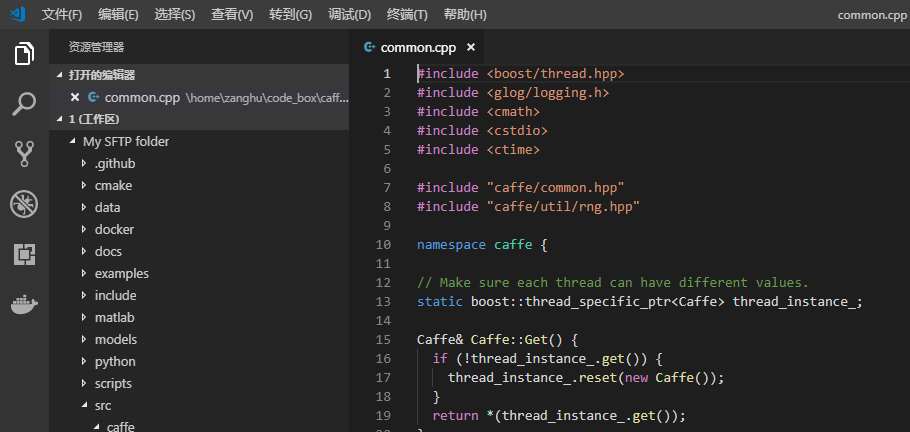 文件(F) 编辑(E) 选择(S) 查看(V) 转到(G) 调试(D) 终端(T) 帮助(H) common.cpp
资源管理器
打开的编辑器
common.cpp \home\zanghu\code_box\caff...
1 (工作区)
My SFTP folder
.github
cmake
data
docker
docs
examples
include
matlab
models
python
scripts
src
caffe
common.cpp
1 #include <boost/thread.hpp>
2 #include <glog/logging.h>
3 #include <cmath>
4 #include <cstdio>
5 #include <ctime>
6
7 #include "caffe/common.hpp"
8 #include "caffe/util/rng.hpp"
9
10 namespace caffe {
11
12 // Make sure each thread can have different values.
13 static boost::thread_specific_ptr<Caffe> thread_instance_;
14
15 Caffe& Caffe::Get() {
16 if (!thread_instance_.get()) {
17 thread_instance_.reset(new Caffe());
18 }
19 return *(thread_instance_.get());